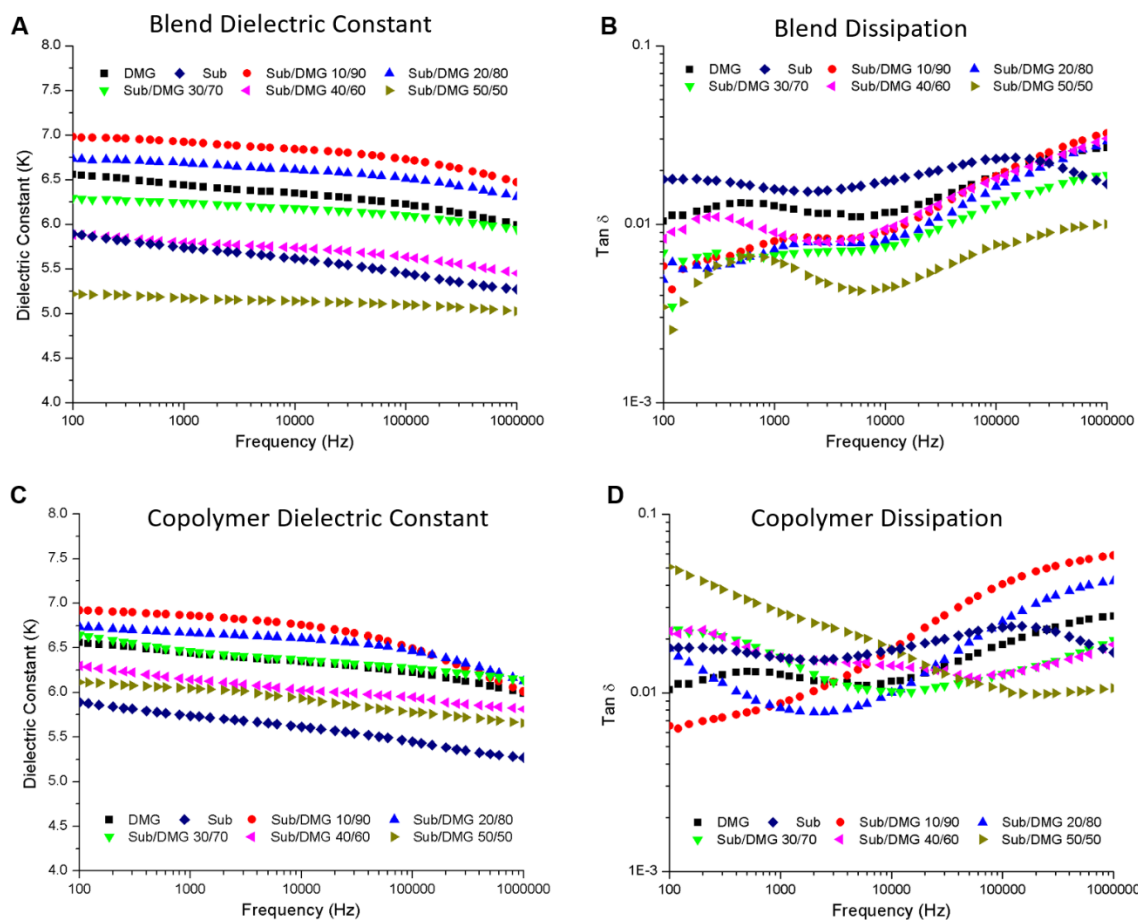 A
Blend Dielectric Constant
8.0
7.5
7.0
6.5
6.0
5.5
5.0
4.5
4.0
Dielectric Constant (K)
DMG Sub Sub/DMG 10/90 Sub/DMG 20/80
Sub/DMG 30/70 Sub/DMG 40/60 Sub/DMG 50/50
100 1000 10000 100000 1000000
Frequency (Hz)
B
Blend Dissipation
0.1
0.01
1E-3
Tan δ
DMG Sub Sub/DMG 10/90 Sub/DMG 20/80
Sub/DMG 30/70 Sub/DMG 40/60 Sub/DMG 50/50
100 1000 10000 100000 1000000
Frequency (Hz)
C
Copolymer Dielectric Constant
8.0
7.5
7.0
6.5
6.0
5.5
5.0
4.5
4.0
Dielectric Constant (K)
DMG Sub Sub/DMG 10/90 Sub/DMG 20/80
Sub/DMG 30/70 Sub/DMG 40/60 Sub/DMG 50/50
100 1000 10000 100000 1000000
Frequency (Hz)
D
Copolymer Dissipation
0.1
0.01
1E-3
Tan δ
DMG Sub Sub/DMG 10/90 Sub/DMG 20/80
Sub/DMG 30/70 Sub/DMG 40/60 Sub/DMG 50/50
100 1000 10000 100000 1000000
Frequency (Hz)